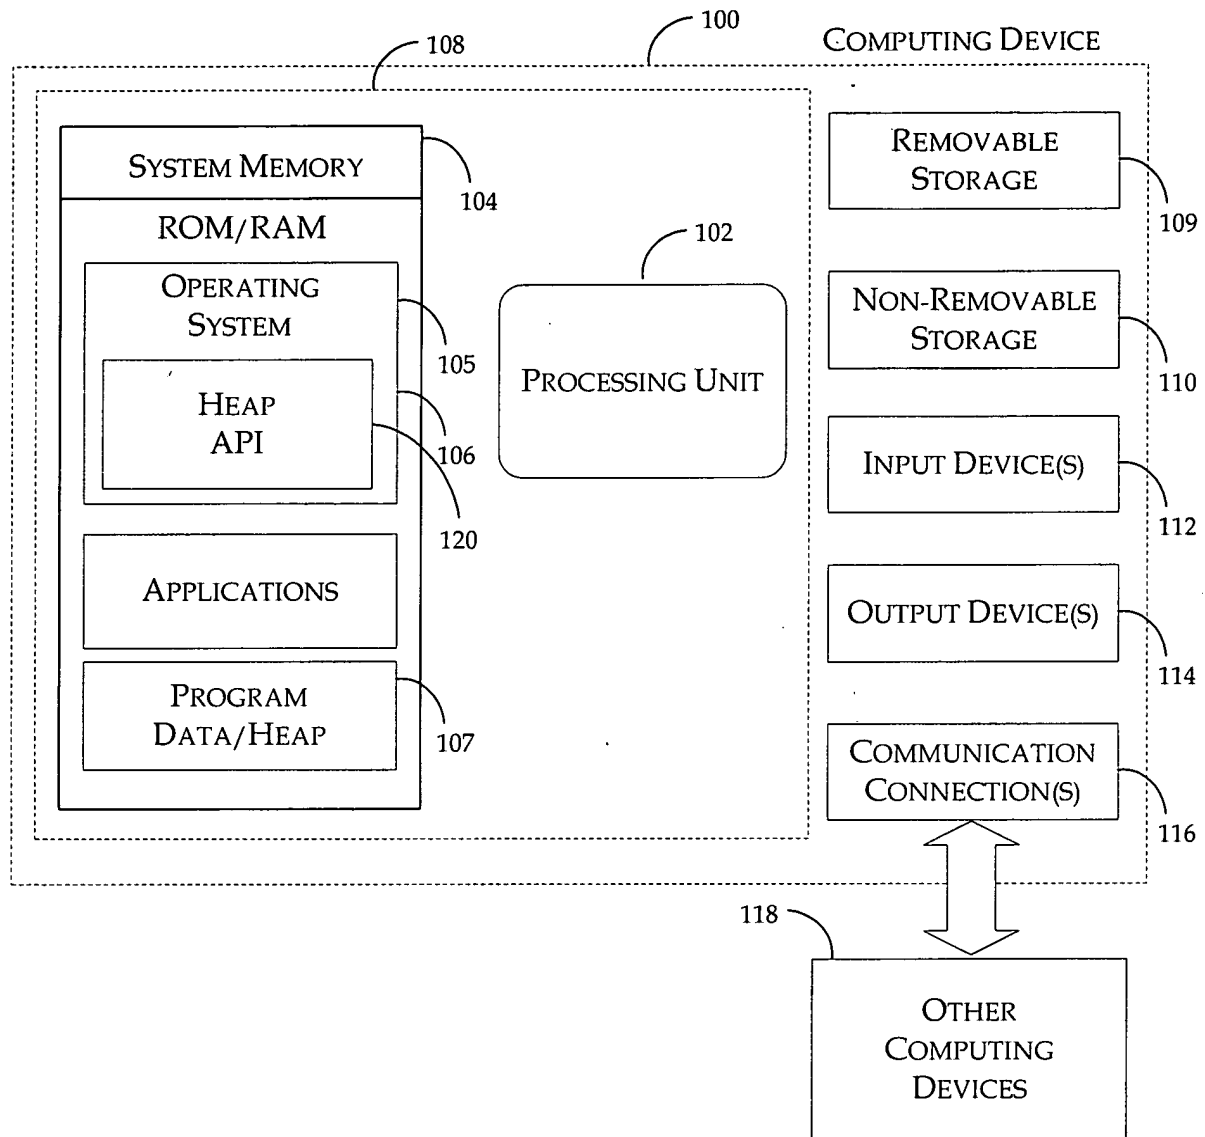 100
COMPUTING DEVICE
108
SYSTEM MEMORY
104
ROM/RAM
OPERATING
SYSTEM
105
HEAP
API
106
120
APPLICATIONS
PROGRAM
DATA/HEAP
107
102
PROCESSING UNIT
REMOVABLE
STORAGE
109
NON-REMOVABLE
STORAGE
110
INPUT DEVICE(S)
112
OUTPUT DEVICE(S)
114
COMMUNICATION
CONNECTION(S)
116
118
OTHER
COMPUTING
DEVICES